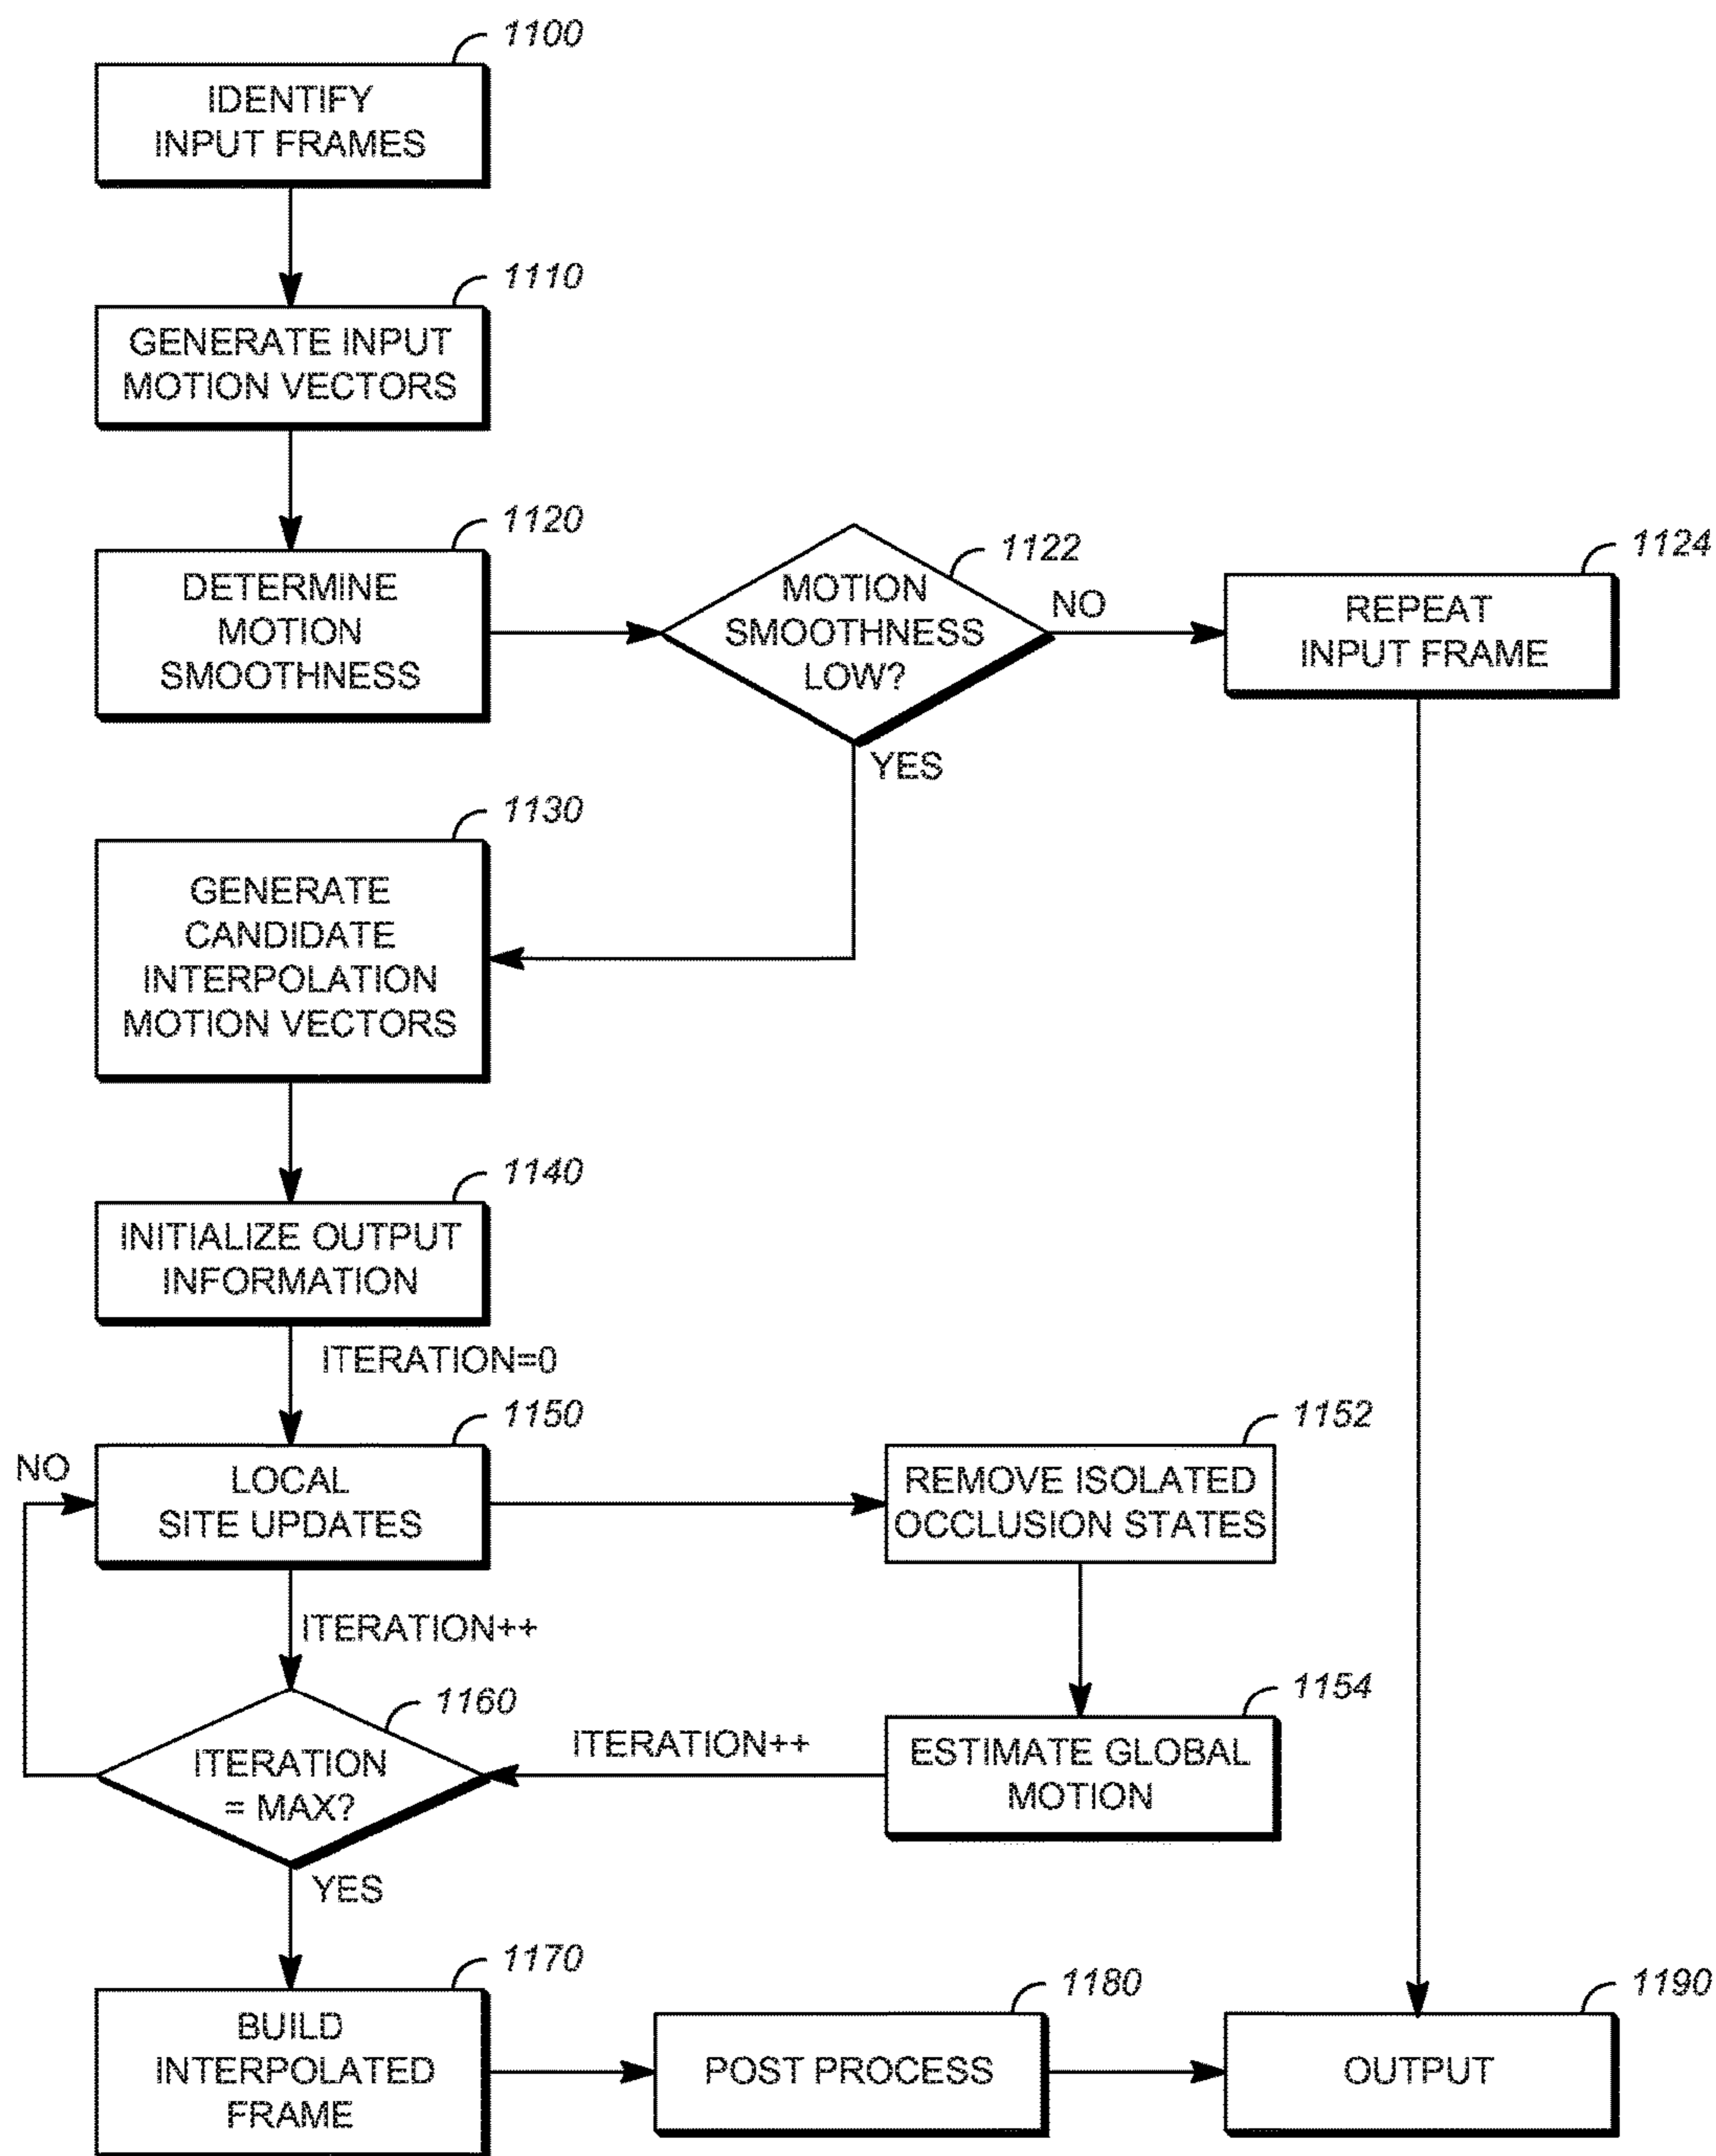 1100
IDENTIFY
INPUT FRAMES
1110
GENERATE INPUT
MOTION VECTORS
1120
DETERMINE
MOTION
SMOOTHNESS
1122
MOTION
SMOOTHNESS
LOW?
NO
YES
1124
REPEAT
INPUT FRAME
1130
GENERATE
CANDIDATE
INTERPOLATION
MOTION VECTORS
1140
INITIALIZE OUTPUT
INFORMATION
ITERATION=0
1150
NO
LOCAL
SITE UPDATES
1152
REMOVE ISOLATED
OCCLUSION STATES
ITERATION++
1154
ESTIMATE GLOBAL
MOTION
ITERATION++
1160
ITERATION
= MAX?
YES
1170
BUILD
INTERPOLATED
FRAME
1180
POST PROCESS
1190
OUTPUT